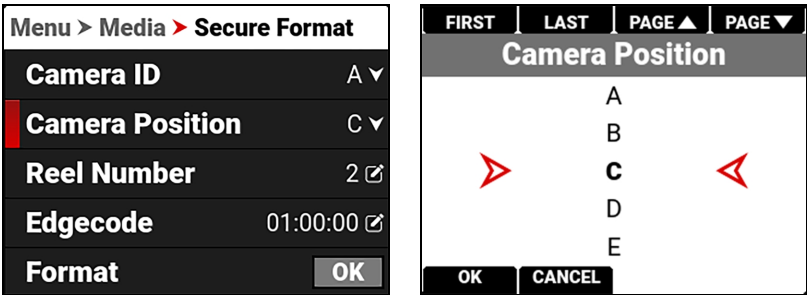 Menu > Media > Secure Format
Camera ID A
Camera Position C
Reel Number 2
Edgecode 01:00:00
Format OK
FIRST LAST PAGE▲ PAGE▼
Camera Position
A
B
C
D
E
OK CANCEL